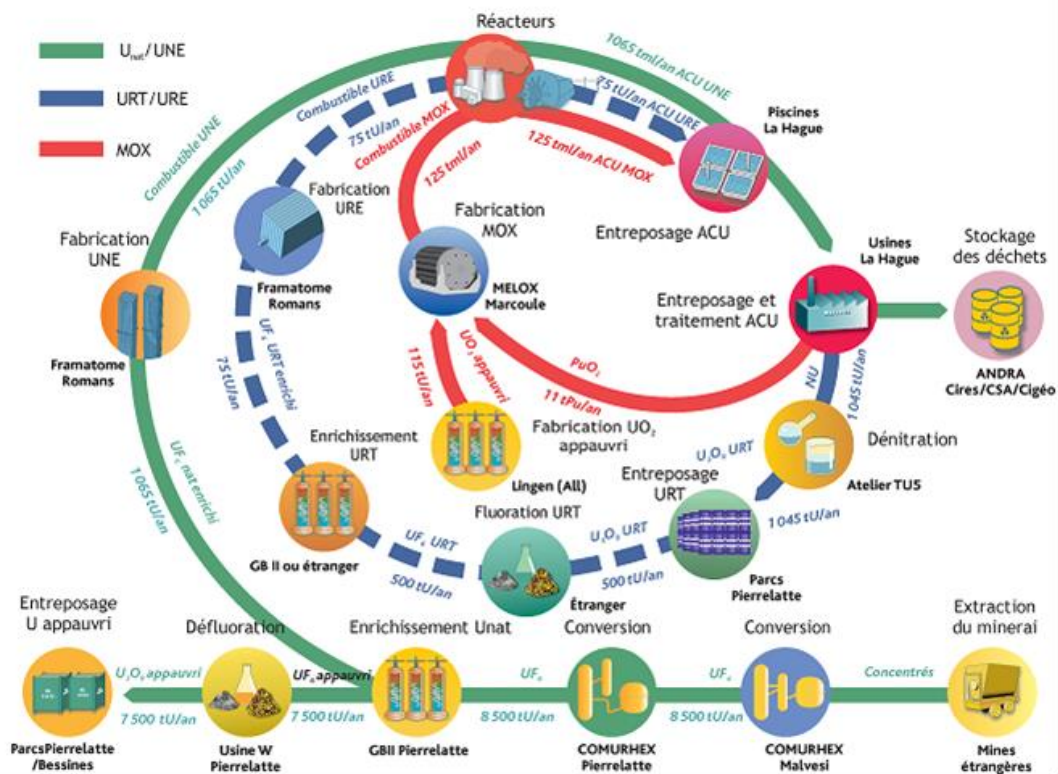 Réacteurs
Unat/UNE
URT/URE
MOX
Combustible UNE
1 065 tU/an
Combustible URE
75 tU/an
Combustible MOX
125 tml/an
1065 tml/an ACU UNE
75 tU/an ACU URE
125 tml/an ACU MOX
Piscines
La Hague
Entreposage ACU
Fabrication
URE
Framatome
Romans
Fabrication
MOX
MELOX
Marcoule
Fabrication
UNE
Framatome
Romans
Usines
La Hague
Entreposage et
traitement ACU
Stockage
des déchets
ANDRA
Cires/CSA/Cigéo
UF6 URT enrichi
75 tU/an
UO2 appauvri
115 tU/an
PuO2
11 tPu/an
NU
1 045 tU/an
Fabrication UO2
appauvri
Lingen (All)
Dénitration
Atelier TU5
U3O8 URT
1 045 tU/an
Enrichissement
URT
GB II ou étranger
Entreposage
URT
Parcs
Pierrelatte
Fluoration URT
Étranger
UF6 URT
500 tU/an
U3O8 URT
500 tU/an
UF6 nat enrichi
1 065 tU/an
Entreposage
U appauvri
Défluoration
Enrichissement Unat
Conversion
Conversion
Extraction
du minerai
U3O8 appauvri
7 500 tU/an
UF6 appauvri
7 500 tU/an
UF6
8 500 tU/an
UF4
8 500 tU/an
Concentrés
ParcsPierrelatte
/Bessines
Usine W
Pierrelatte
GBII Pierrelatte
COMURHEX
Pierrelatte
COMURHEX
Malvesi
Mines
étrangères